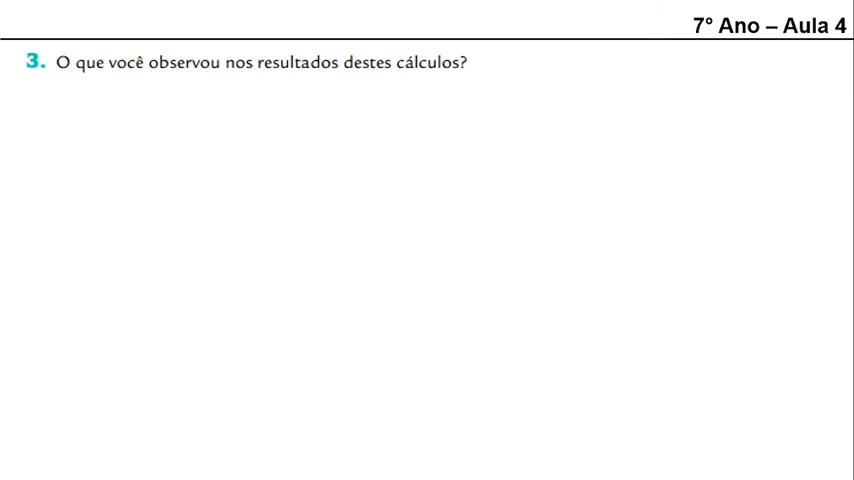 7° Ano – Aula 4
3. O que você observou nos resultados destes cálculos?